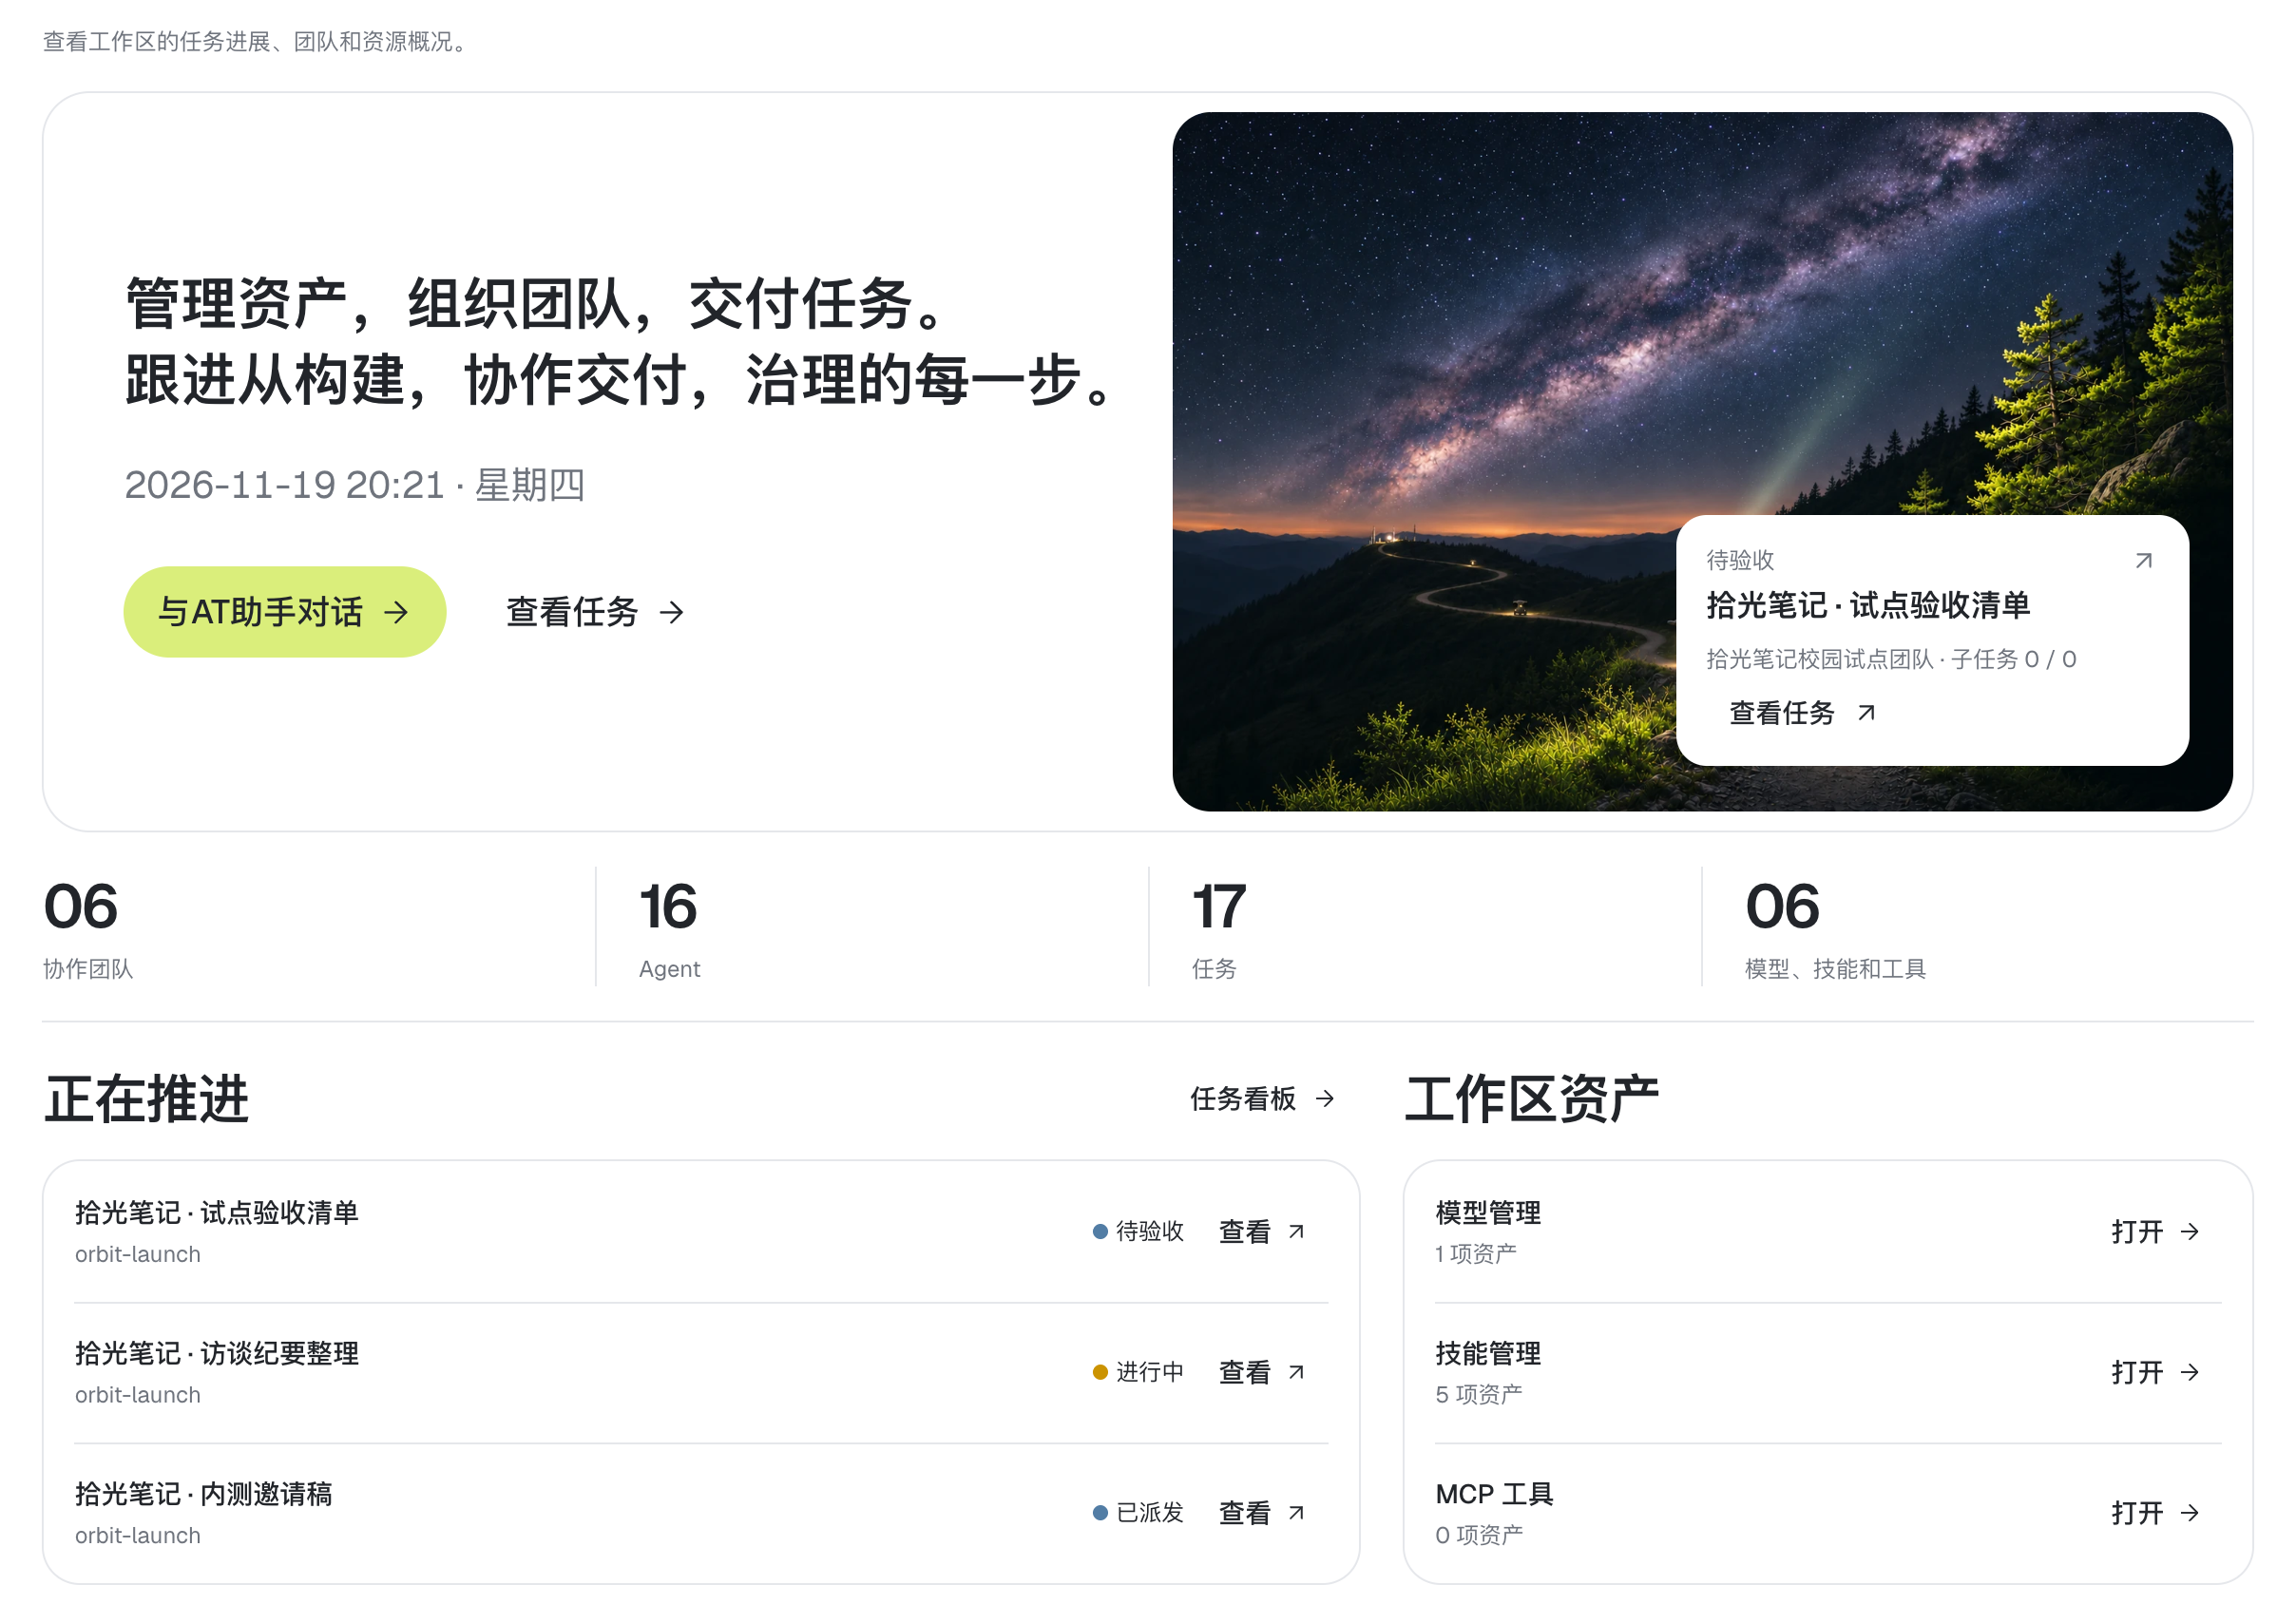 查看工作区的任务进展、团队和资源概况。
管理资产，组织团队，交付任务。
跟进从构建，协作交付，治理的每一步。
2026-11-19 20:21 · 星期四
与AT助手对话 →
查看任务 →
待验收
拾光笔记 · 试点验收清单
拾光笔记校园试点团队 · 子任务 0 / 0
查看任务
06
协作团队
16
Agent
17
任务
06
模型、技能和工具
正在推进
任务看板 →
拾光笔记 · 试点验收清单
orbit-launch
待验收
查看
拾光笔记 · 访谈纪要整理
orbit-launch
进行中
查看
拾光笔记 · 内测邀请稿
orbit-launch
已派发
查看
工作区资产
模型管理
1 项资产
打开 →
技能管理
5 项资产
打开 →
MCP 工具
0 项资产
打开 →